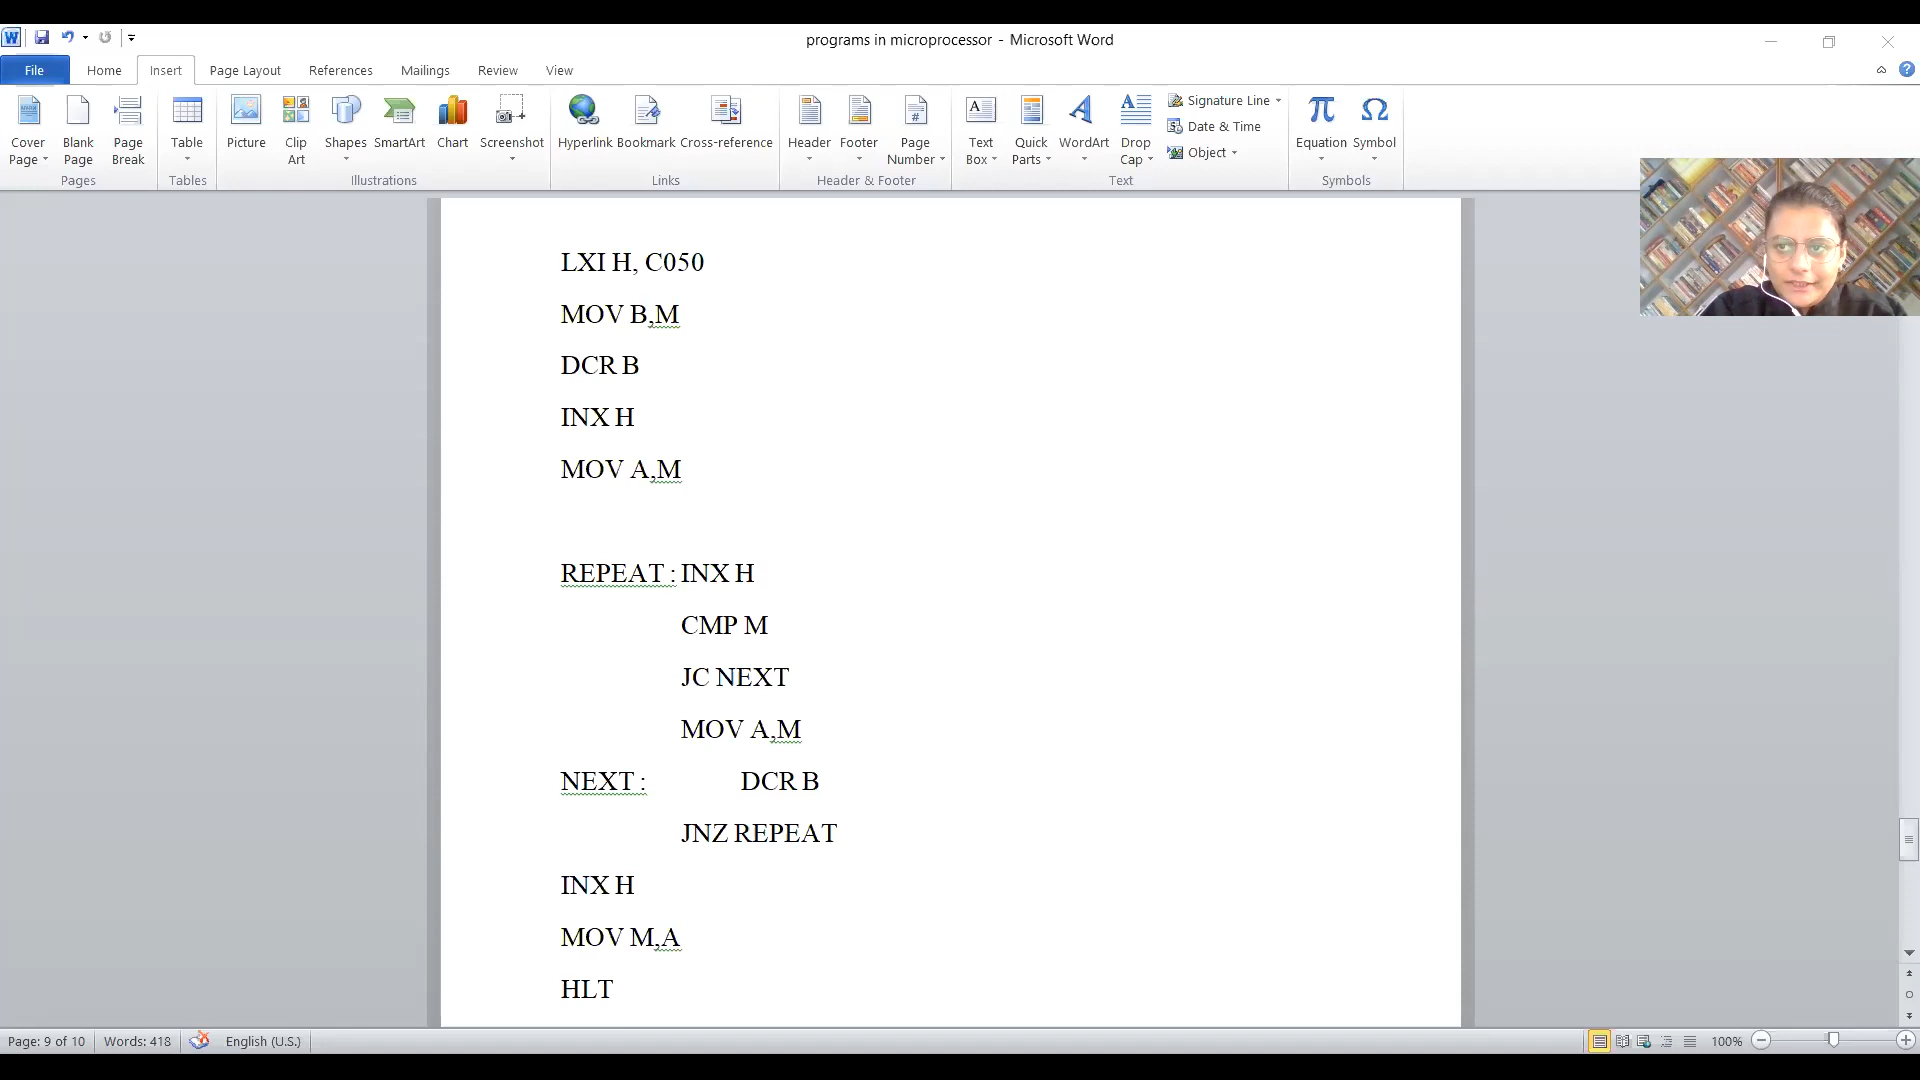 programs in microprocessor - Microsoft Word
File Home Insert Page Layout References Mailings Review View
Cover Page
Blank Page
Page Break
Table
Picture
Clip Art
Shapes
SmartArt
Chart
Screenshot
Hyperlink
Bookmark
Cross-reference
Header
Footer
Page Number
Text Box
Quick Parts
WordArt
Drop Cap
Signature Line
Date & Time
Object
Equation
Symbol
Pages Tables Illustrations Links Header & Footer Text Symbols
LXI H, C050
MOV B,M
DCR B
INX H
MOV A,M
REPEAT : INX H
CMP M
JC NEXT
MOV A,M
NEXT : DCR B
JNZ REPEAT
INX H
MOV M,A
HLT
Page: 9 of 10 Words: 418 English (U.S.) 100%